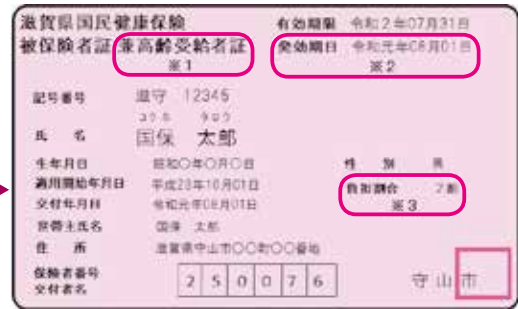 滋賀県国民健康保険 有効期限 令和2年07月31日
被保険者証兼高齢受給者証 発効期日 令和元年08月01日
※1 ※2
記号番号 滋守 12345
コクホ タロウ
氏 名 国保 太郎
生年月日 昭和〇年〇月〇日 性 別 男
適用開始年月日 平成23年10月01日 負担割合 2割
交付年月日 令和元年08月01日 ※3
世帯主氏名 国保 太郎
住 所 滋賀県守山市〇〇町〇〇番地
保険者番号 250076 守山市
交付者名